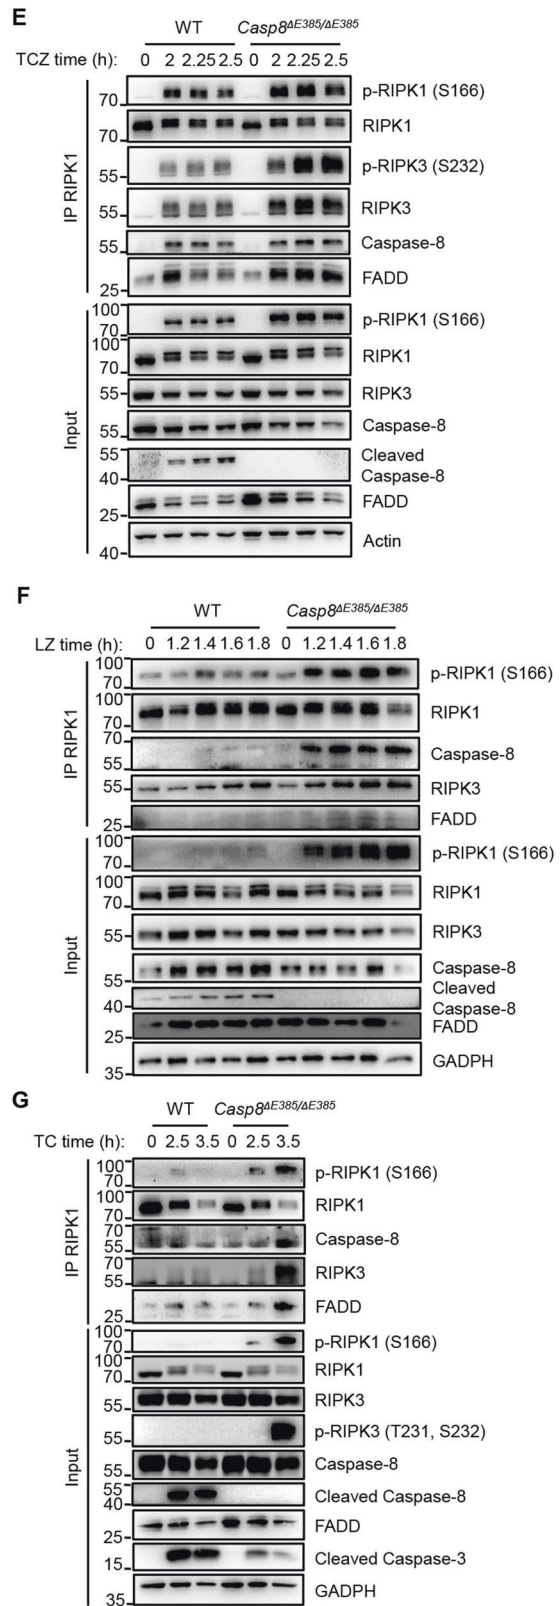 E
WT Casp8ΔE385/ΔE385
TCZ time (h): 0 2 2.25 2.5 0 2 2.25 2.5
IP RIPK1
70 p-RIPK1 (S166)
70 RIPK1
55 p-RIPK3 (S232)
55 RIPK3
55 Caspase-8
25 FADD
Input
100
70 p-RIPK1 (S166)
100
70 RIPK1
55 RIPK3
55 Caspase-8
55 Cleaved
40 Caspase-8
25 FADD
40 Actin
F
WT Casp8ΔE385/ΔE385
LZ time (h): 0 1.2 1.4 1.6 1.8 0 1.2 1.4 1.6 1.8
IP RIPK1
100
70 p-RIPK1 (S166)
100
70 RIPK1
70
55 Caspase-8
55 RIPK3
25 FADD
Input
100
70 p-RIPK1 (S166)
100
70 RIPK1
55 RIPK3
55 Caspase-8
40 Cleaved
Caspase-8
25 FADD
35 GADPH
G
WT Casp8ΔE385/ΔE385
TC time (h): 0 2.5 3.5 0 2.5 3.5
IP RIPK1
100
70 p-RIPK1 (S166)
100
70 RIPK1
70
55 Caspase-8
70
55 RIPK3
25 FADD
Input
100
70 p-RIPK1 (S166)
100
70 RIPK1
55 RIPK3
55 p-RIPK3 (T231, S232)
55 Caspase-8
55
40 Cleaved Caspase-8
25 FADD
15 Cleaved Caspase-3
35 GADPH